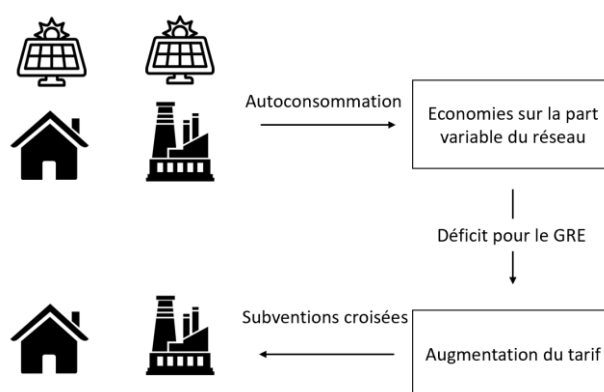 Autoconsommation
Economies sur la part
variable du réseau
Déficit pour le GRE
Subventions croisées
Augmentation du tarif